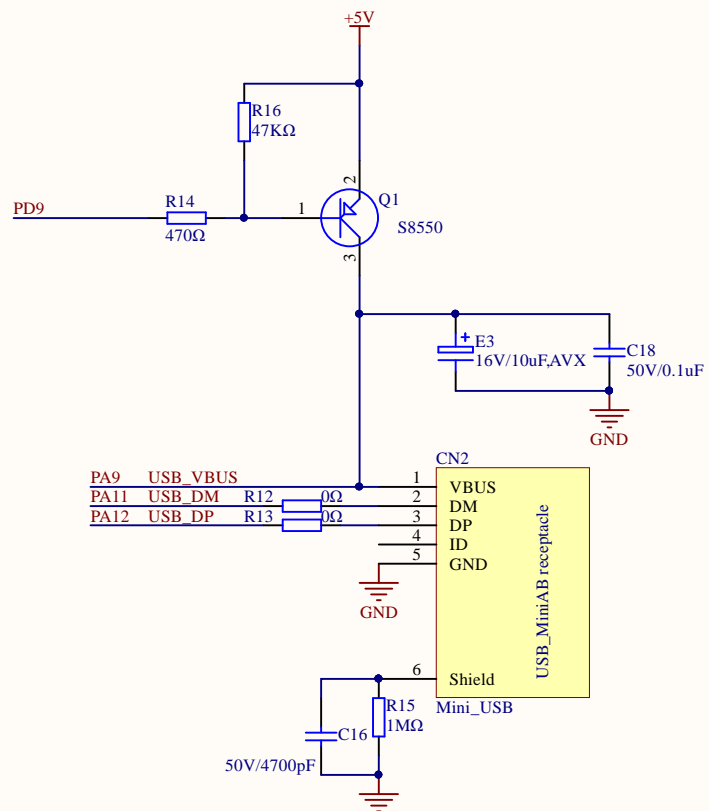 +5V
R16
47KΩ
2
Q1
PD9
R14
1
470Ω
S8550
3
E3
16V/10uF,AVX
C18
50V/0.1uF
GND
CN2
PA9 USB_VBUS 1 VBUS
PA11 USB_DM R12 0Ω 2 DM
PA12 USB_DP R13 0Ω 3 DP
4 ID
5 GND
GND
USB_MiniAB receptacle
6 Shield
Mini_USB
R15
1MΩ
C16
50V/4700pF